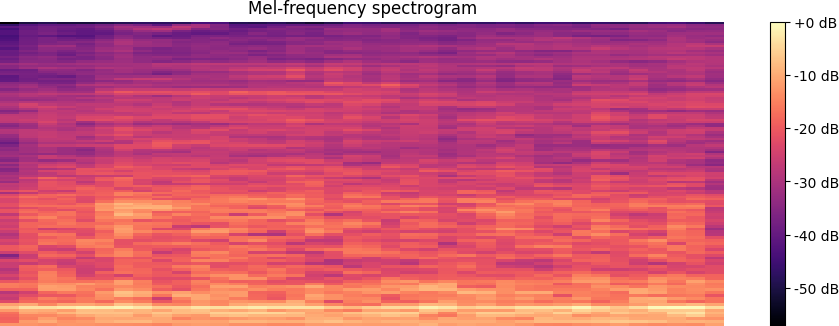 Mel-frequency spectrogram
+0 dB
-10 dB
-20 dB
-30 dB
-40 dB
-50 dB